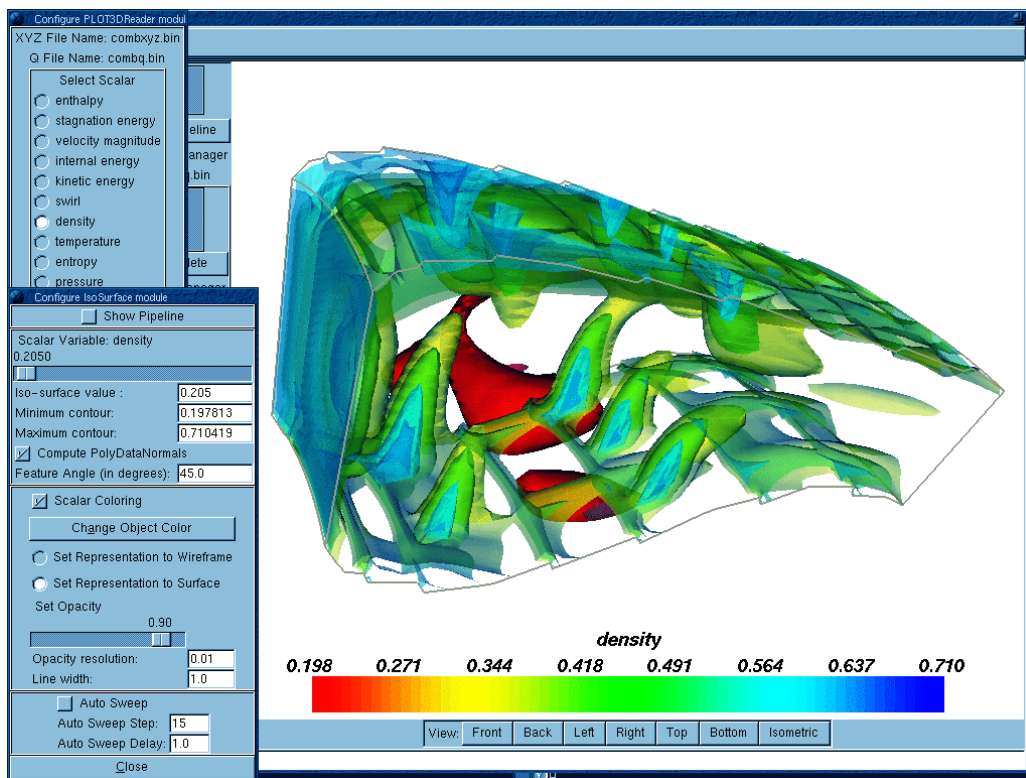 Configure PLOT3DReader modul
XYZ File Name: combxyz.bin
Q File Name: combq.bin
Select Scalar
enthalpy
stagnation energy
velocity magnitude
internal energy
kinetic energy
swirl
density
temperature
entropy
pressure
eline
anager
q.bin
lete
Configure IsoSurface module
Show Pipeline
Scalar Variable: density
0.2050
Iso-surface value : 0.205
Minimum contour: 0.197813
Maximum contour: 0.710419
Compute PolyDataNormals
Feature Angle (in degrees): 45.0
Scalar Coloring
Change Object Color
Set Representation to Wireframe
Set Representation to Surface
Set Opacity
0.90
Opacity resolution: 0.01
Line width: 1.0
Auto Sweep
Auto Sweep Step: 15
Auto Sweep Delay: 1.0
Close
density
0.198 0.271 0.344 0.418 0.491 0.564 0.637 0.710
View: Front Back Left Right Top Bottom Isometric